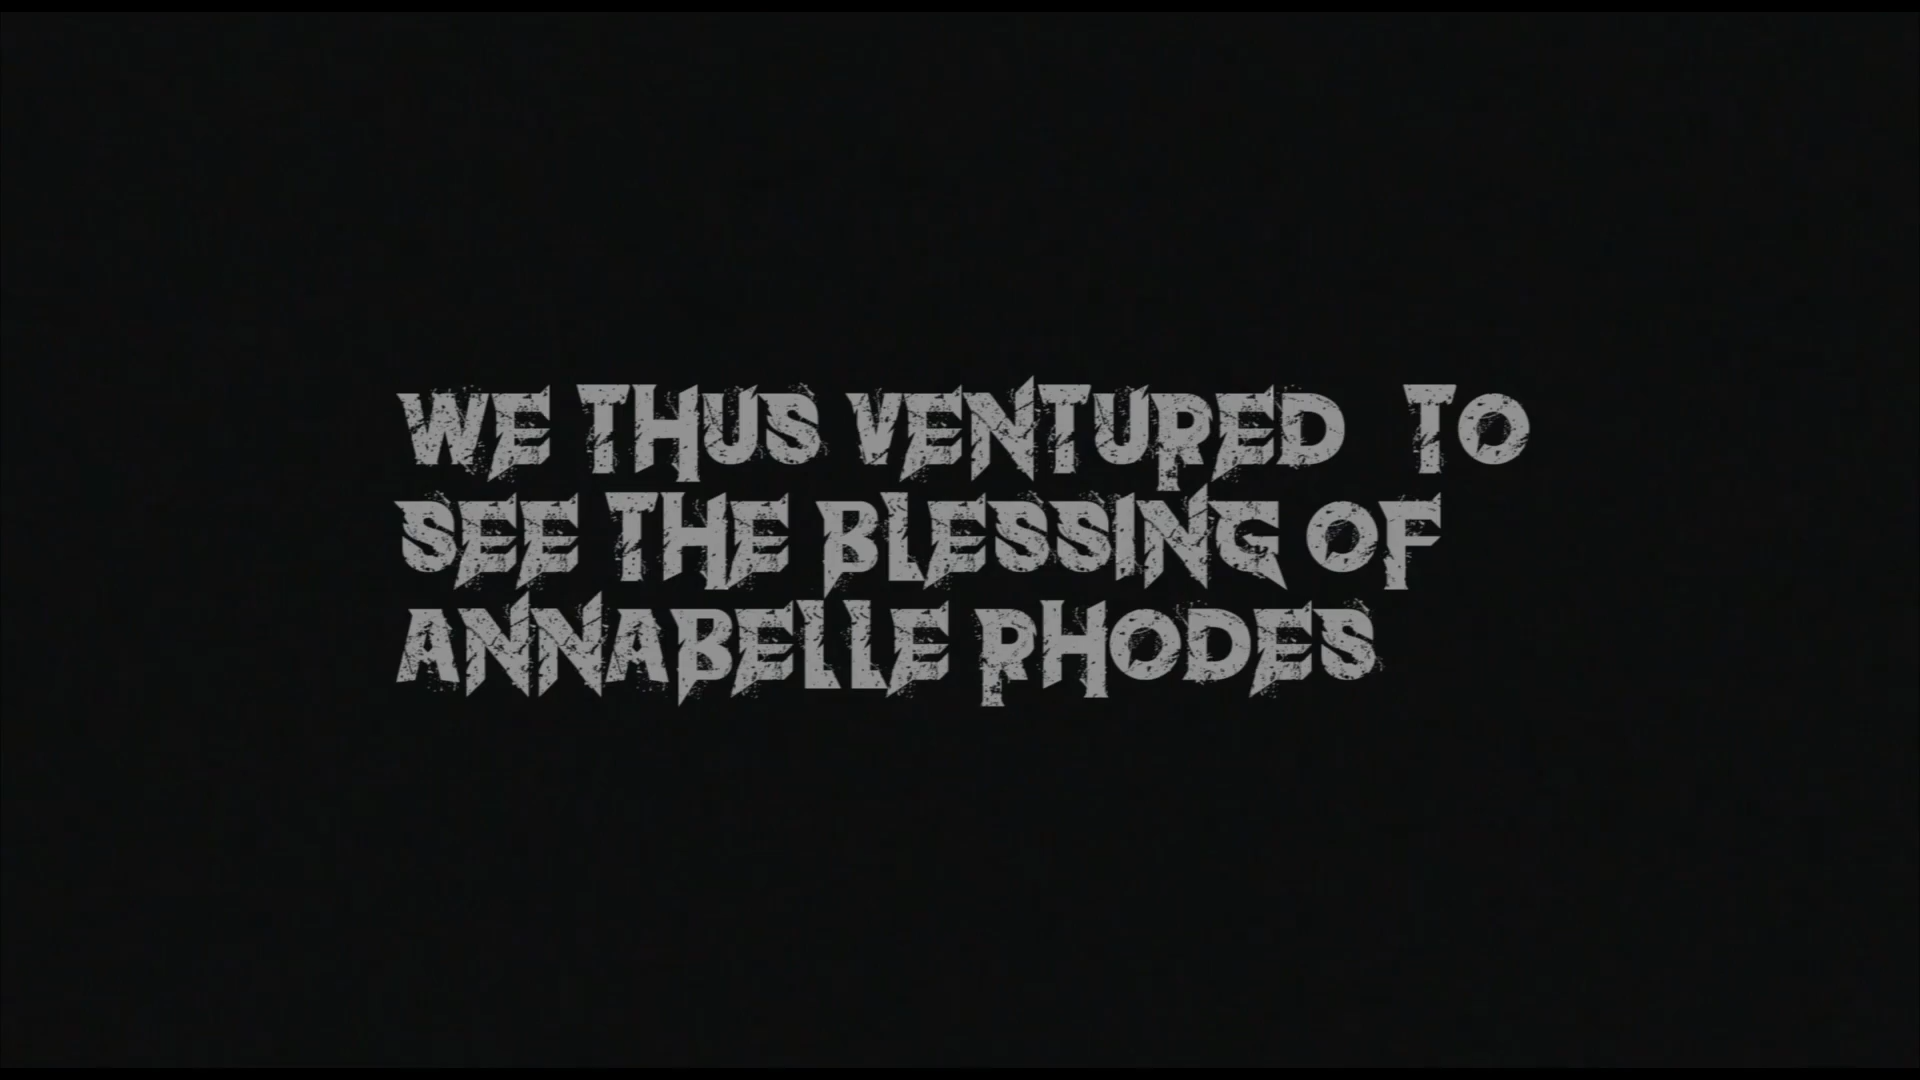 WE THUS VENTURED TO
SEE THE BLESSING OF
ANNABELLE RHODES